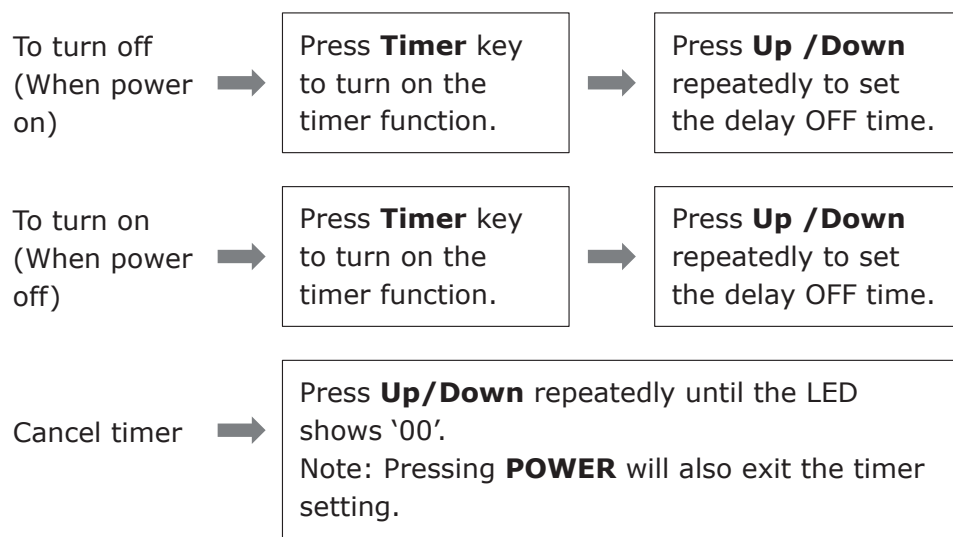 To turn off
(When power
on)
Press Timer key
to turn on the
timer function.
Press Up /Down
repeatedly to set
the delay OFF time.
To turn on
(When power
off)
Press Timer key
to turn on the
timer function.
Press Up /Down
repeatedly to set
the delay OFF time.
Cancel timer
Press Up/Down repeatedly until the LED
shows ‘00’.
Note: Pressing POWER will also exit the timer
setting.